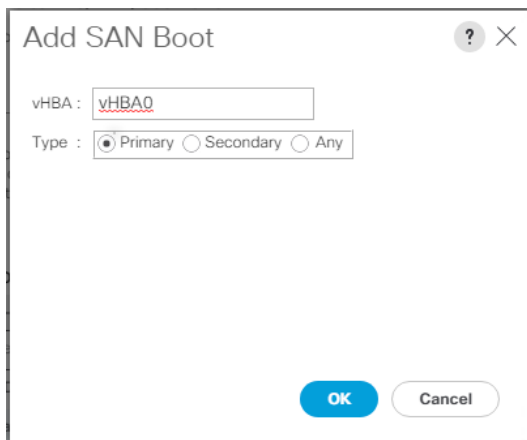 Add SAN Boot
?
vHBA : vHBA0
Type : Primary Secondary Any
OK Cancel